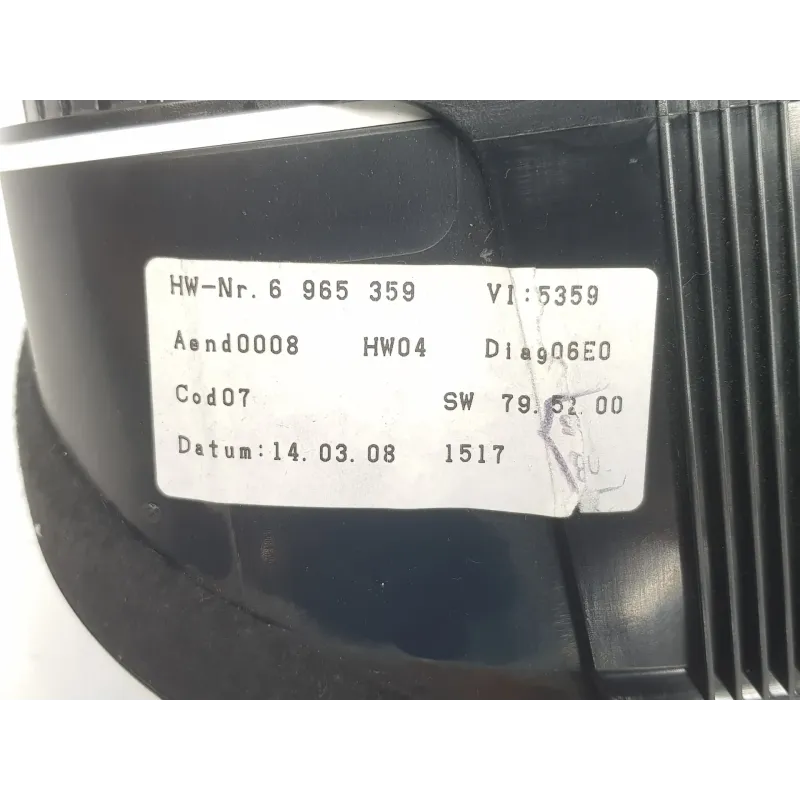 HW-Nr. 6 965 359 VI:5359
Aend0008 HW04 Diag06E0
Cod07 SW 79.52.00
Datum:14.03.08 1517